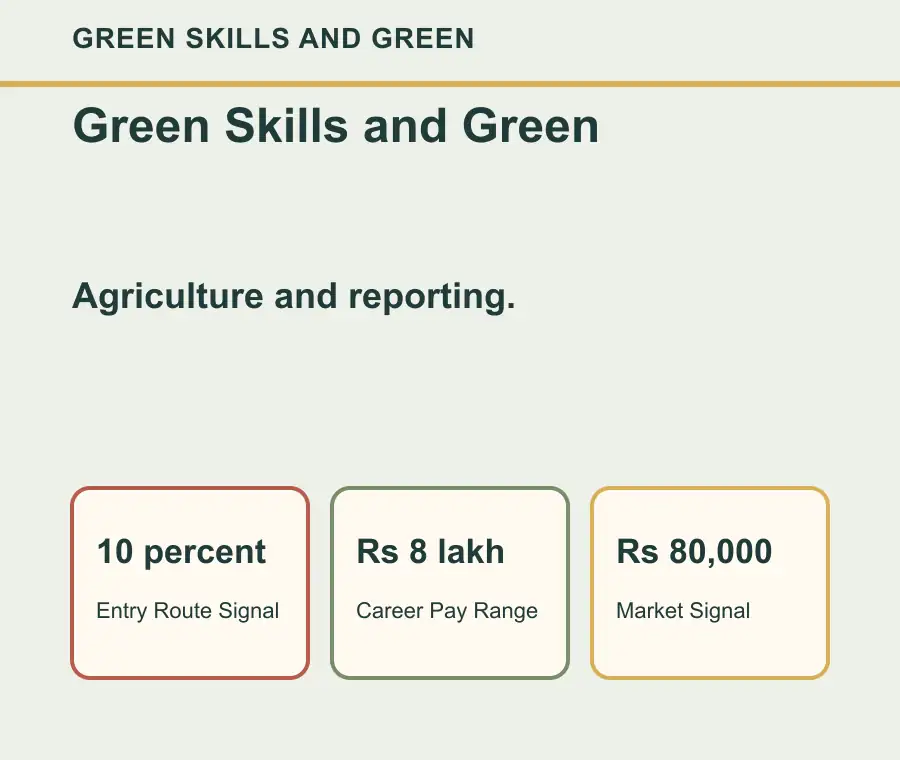 GREEN SKILLS AND GREEN
Green Skills and Green
Agriculture and reporting.
10 percent
Entry Route Signal
Rs 8 lakh
Career Pay Range
Rs 80,000
Market Signal